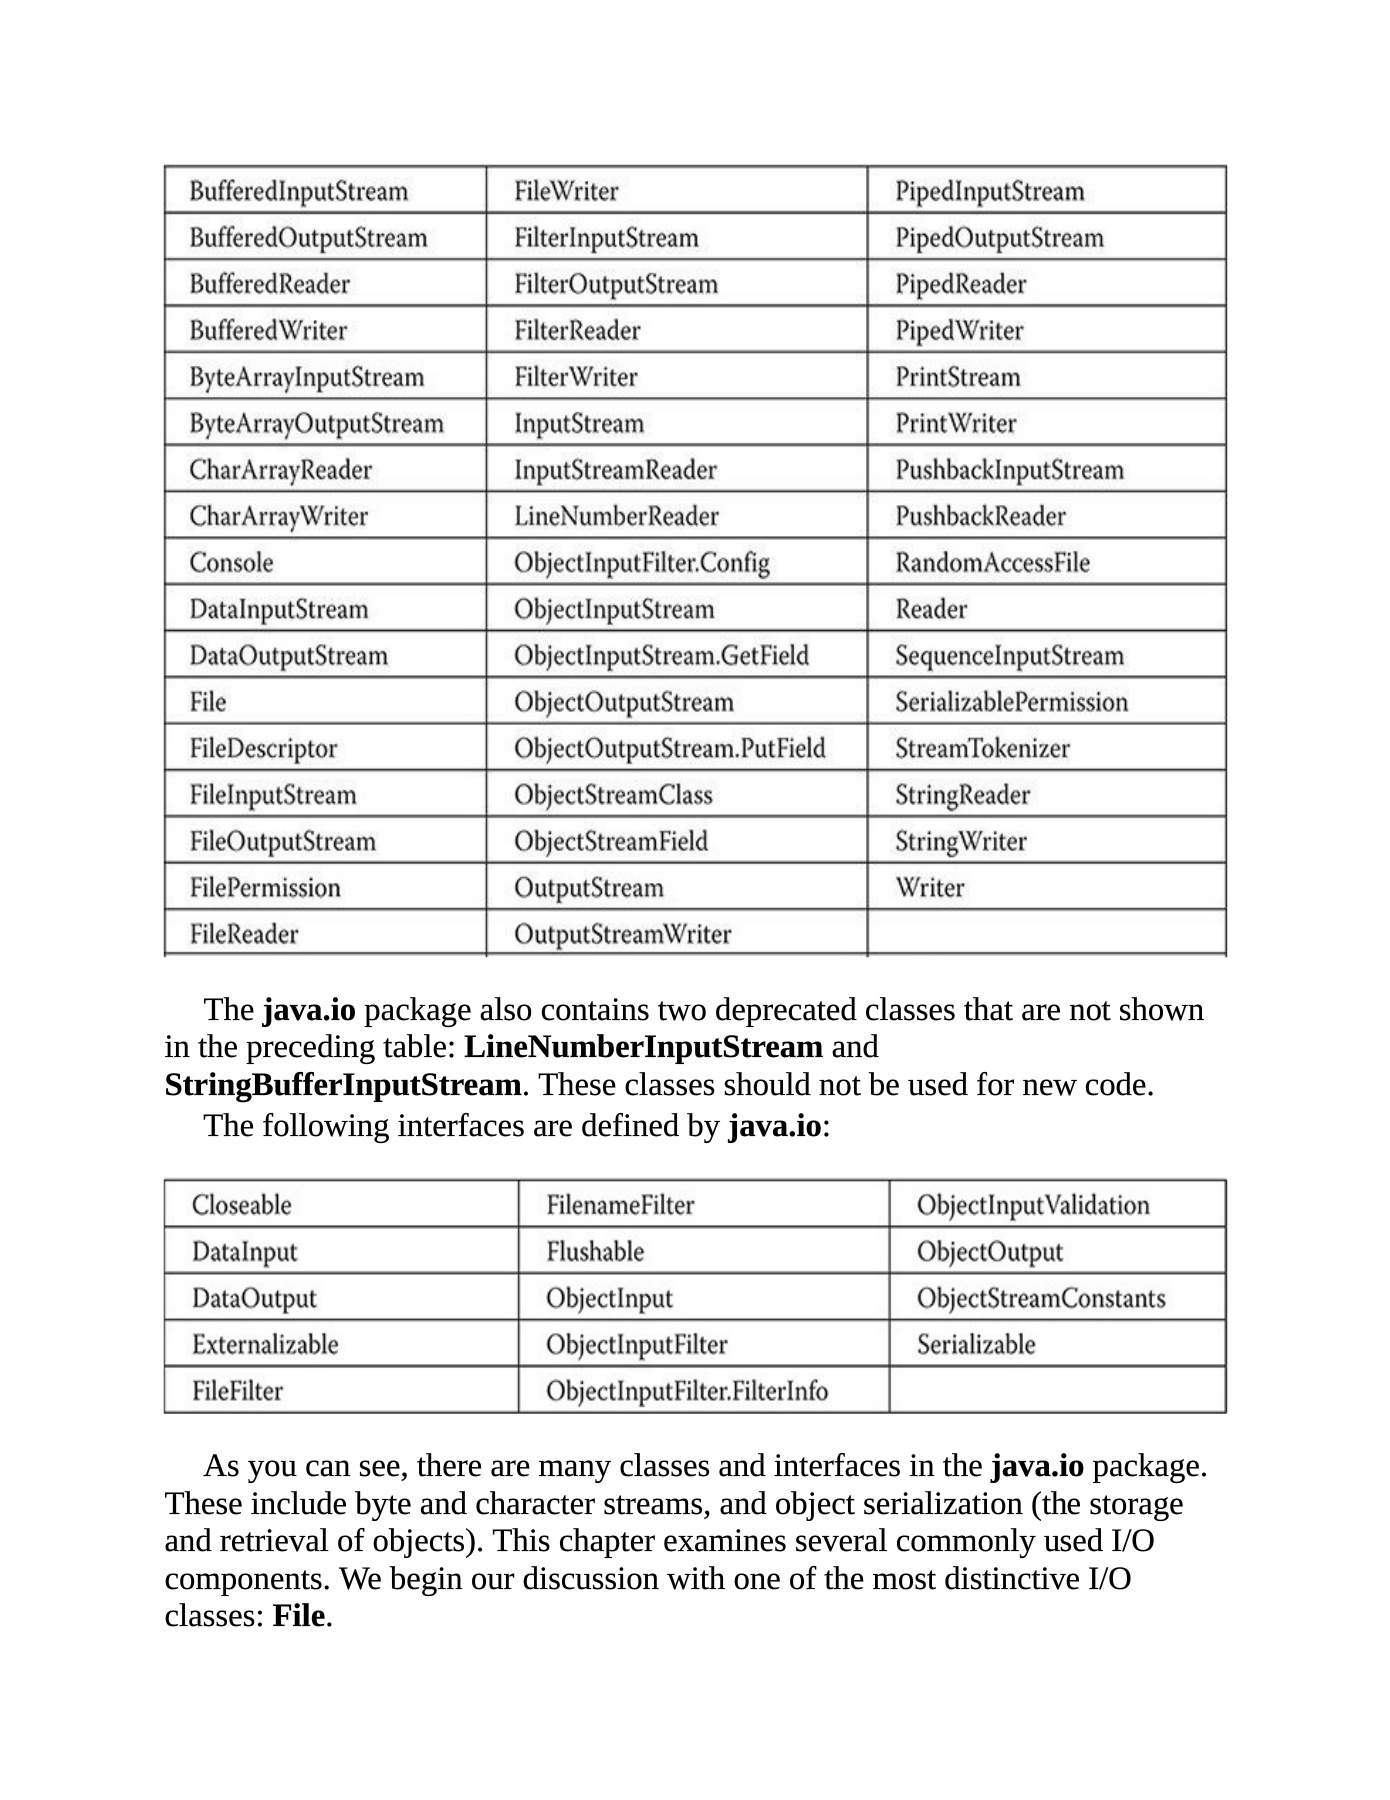 BufferedInputStream FileWriter PipedInputStream
BufferedOutputStream FilterInputStream PipedOutputStream
BufferedReader FilterOutputStream PipedReader
BufferedWriter FilterReader PipedWriter
ByteArrayInputStream FilterWriter PrintStream
ByteArrayOutputStream InputStream PrintWriter
CharArrayReader InputStreamReader PushbackInputStream
CharArrayWriter LineNumberReader PushbackReader
Console ObjectInputFilter.Config RandomAccessFile
DataInputStream ObjectInputStream Reader
DataOutputStream ObjectInputStream.GetField SequenceInputStream
File ObjectOutputStream SerializablePermission
FileDescriptor ObjectOutputStream.PutField StreamTokenizer
FileInputStream ObjectStreamClass StringReader
FileOutputStream ObjectStreamField StringWriter
FilePermission OutputStream Writer
FileReader OutputStreamWriter
The java.io package also contains two deprecated classes that are not shown
in the preceding table: LineNumberInputStream and
StringBufferInputStream. These classes should not be used for new code.
The following interfaces are defined by java.io:
Closeable FilenameFilter ObjectInputValidation
DataInput Flushable ObjectOutput
DataOutput ObjectInput ObjectStreamConstants
Externalizable ObjectInputFilter Serializable
FileFilter ObjectInputFilter.FilterInfo
As you can see, there are many classes and interfaces in the java.io package.
These include byte and character streams, and object serialization (the storage
and retrieval of objects). This chapter examines several commonly used I/O
components. We begin our discussion with one of the most distinctive I/O
classes: File.